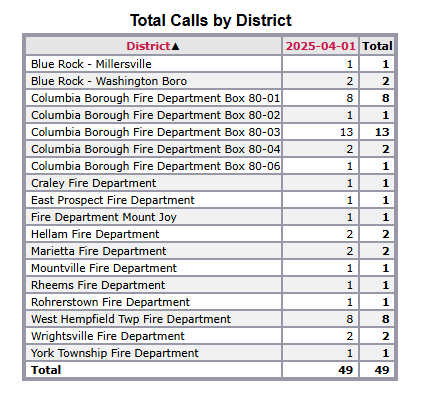 Total Calls by District
District▲ 2025-04-01 Total
Blue Rock - Millersville 1 1
Blue Rock - Washington Boro 2 2
Columbia Borough Fire Department Box 80-01 8 8
Columbia Borough Fire Department Box 80-02 1 1
Columbia Borough Fire Department Box 80-03 13 13
Columbia Borough Fire Department Box 80-04 2 2
Columbia Borough Fire Department Box 80-06 1 1
Craley Fire Department 1 1
East Prospect Fire Department 1 1
Fire Department Mount Joy 1 1
Hellam Fire Department 2 2
Marietta Fire Department 2 2
Mountville Fire Department 1 1
Rheems Fire Department 1 1
Rohrerstown Fire Department 1 1
West Hempfield Twp Fire Department 8 8
Wrightsville Fire Department 2 2
York Township Fire Department 1 1
Total 49 49